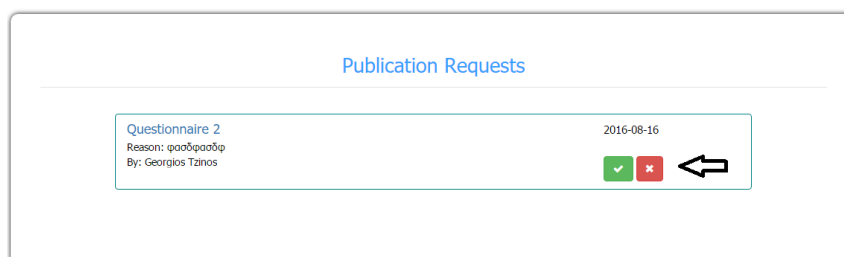 Publication Requests
Questionnaire 2
2016-08-16
Reason: φασδφασδφ
By: Georgios Tzinos